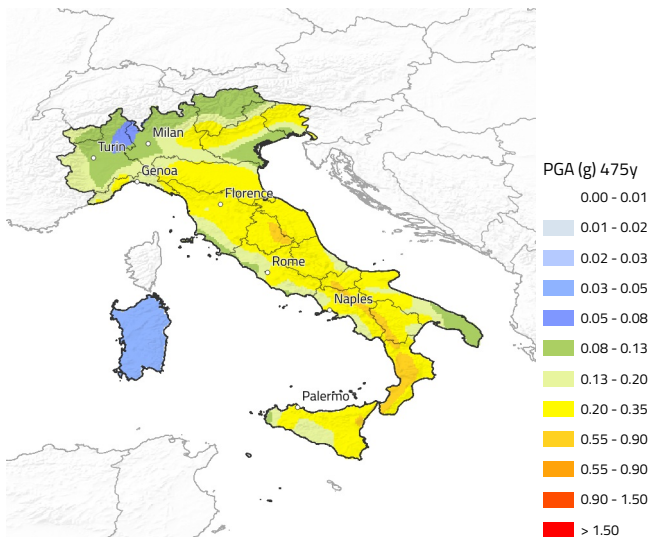 Milan
Turin
Genoa
Florence
Rome
Naples
Palermo
PGA (g) 475y
0.00 - 0.01
0.01 - 0.02
0.02 - 0.03
0.03 - 0.05
0.05 - 0.08
0.08 - 0.13
0.13 - 0.20
0.20 - 0.35
0.55 - 0.90
0.55 - 0.90
0.90 - 1.50
> 1.50